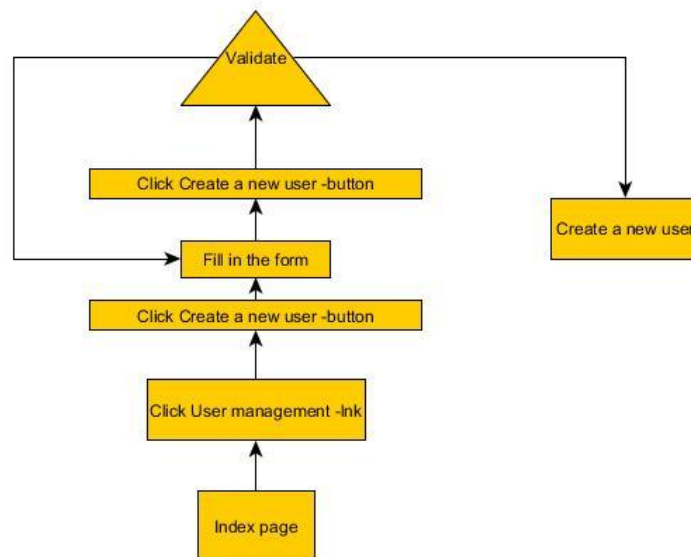 Validate
Click Create a new user -button
Create a new user
Fill in the form
Click Create a new user -button
Click User management -lnk
Index page